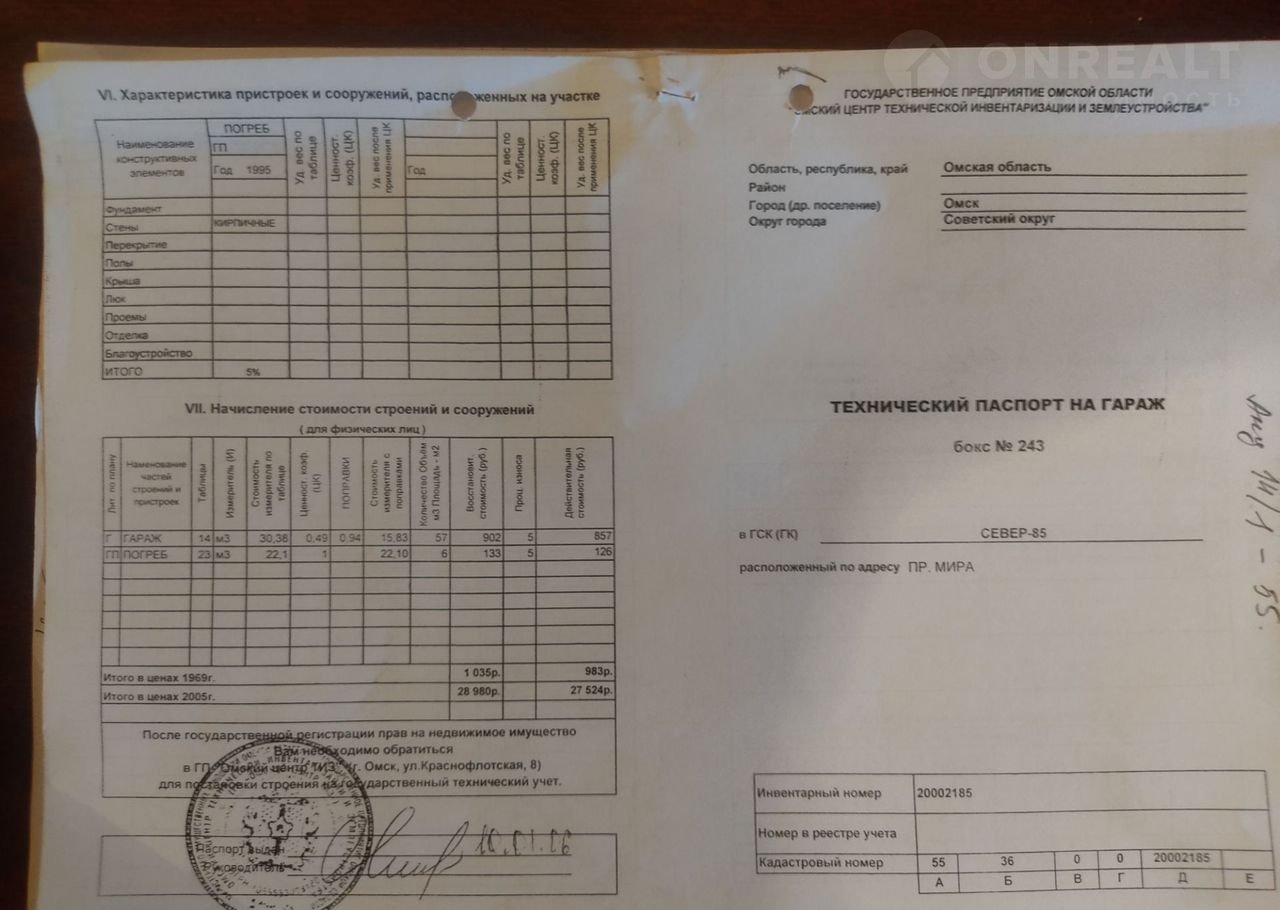 VI. Характеристика пристроек и сооружений, расположенных на участке
Наименование конструктивных элементов
ПОГРЕБ
ГП
Год 1995
Уд. вес по таблице
Ценност. коэф. (ЦК)
Уд. вес после применения ЦК
Год
Уд. вес по таблице
Ценност. коэф. (ЦК)
Уд. вес после применения ЦК
Фундамент
Стены КИРПИЧНЫЕ
Перекрытие
Полы
Крыша
Люк
Проемы
Отделка
Благоустройство
ИТОГО 5%
VII. Начисление стоимости строений и сооружений
( для физических лиц )
Лит. по плану
Наменование частей строений и пристроек
Таблицы
Измеритель (И)
Стоимость измерителя по таблице
Ценност. коэф. (ЦК)
ПОПРАВКИ
Стоимость измерителя с поправками
Количество Объём м3 Площадь - м2
Восстановит. стоимость (руб.)
Проц. износа
Действительная стоимость (руб.)
Г ГАРАЖ 14 м3 30,38 0,49 0,94 15,83 57 902 5 857
ГП ПОГРЕБ 23 м3 22,1 1 22,10 6 133 5 126
Итого в ценах 1969г. 1 035р. 983р.
Итого в ценах 2005г. 28 980р. 27 524р.
После государственной регистрации прав на недвижимое имущество
Вам необходимо обратиться
в ГП "Омский центр ТИЗ" (г. Омск, ул.Краснофлотская, 8)
для постановки строения на государственный технический учет.
Паспорт выдан 10.01.06
Руководитель
ONREALT
ГОСУДАРСТВЕННОЕ ПРЕДПРИЯТИЕ ОМСКОЙ ОБЛАСТИ
"ОМСКИЙ ЦЕНТР ТЕХНИЧЕСКОЙ ИНВЕНТАРИЗАЦИИ И ЗЕМЛЕУСТРОЙСТВА"
Область, республика, край Омская область
Район
Город (др. поселение) Омск
Округ города Советский округ
ТЕХНИЧЕСКИЙ ПАСПОРТ НА ГАРАЖ
бокс № 243
в ГСК (ГК) СЕВЕР-85
расположенный по адресу ПР. МИРА
14/1 - 55.
Инвентарный номер 20002185
Номер в реестре учета
Кадастровый номер 55 36 0 0 20002185
А Б В Г Д Е